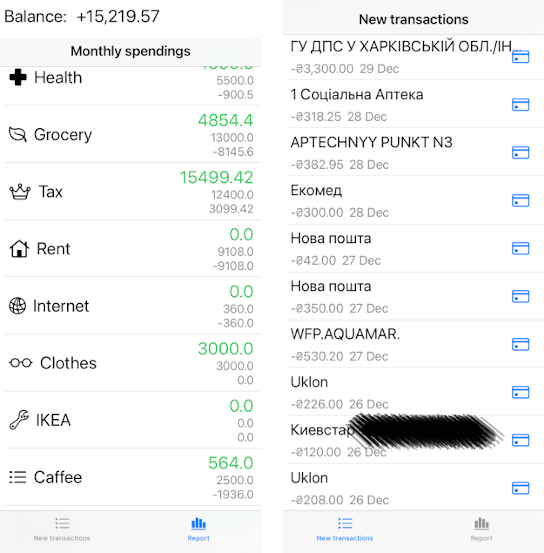 Balance: +15,219.57
Monthly spendings
Health
5500.0
-900.5
Grocery
4854.4
13000.0
-8145.6
Tax
15499.42
12400.0
3099.42
Rent
0.0
9108.0
-9108.0
Internet
0.0
360.0
-360.0
Clothes
3000.0
3000.0
0.0
IKEA
0.0
0.0
0.0
Caffee
564.0
2500.0
-1936.0
New transactions
Report
New transactions
ГУ ДПС У ХАРКІВСЬКІЙ ОБЛ./ІН...
-₴3,300.00 29 Dec
1 Соціальна Аптека
-₴318.25 28 Dec
APTECHNYY PUNKT N3
-₴382.95 28 Dec
Екомед
-₴300.00 28 Dec
Нова пошта
-₴42.00 27 Dec
Нова пошта
-₴350.00 27 Dec
WFP.AQUAMAR.
-₴530.20 27 Dec
Uklon
-₴226.00 26 Dec
Киевстар
-₴120.00 26 Dec
Uklon
-₴208.00 26 Dec
New transactions
Report